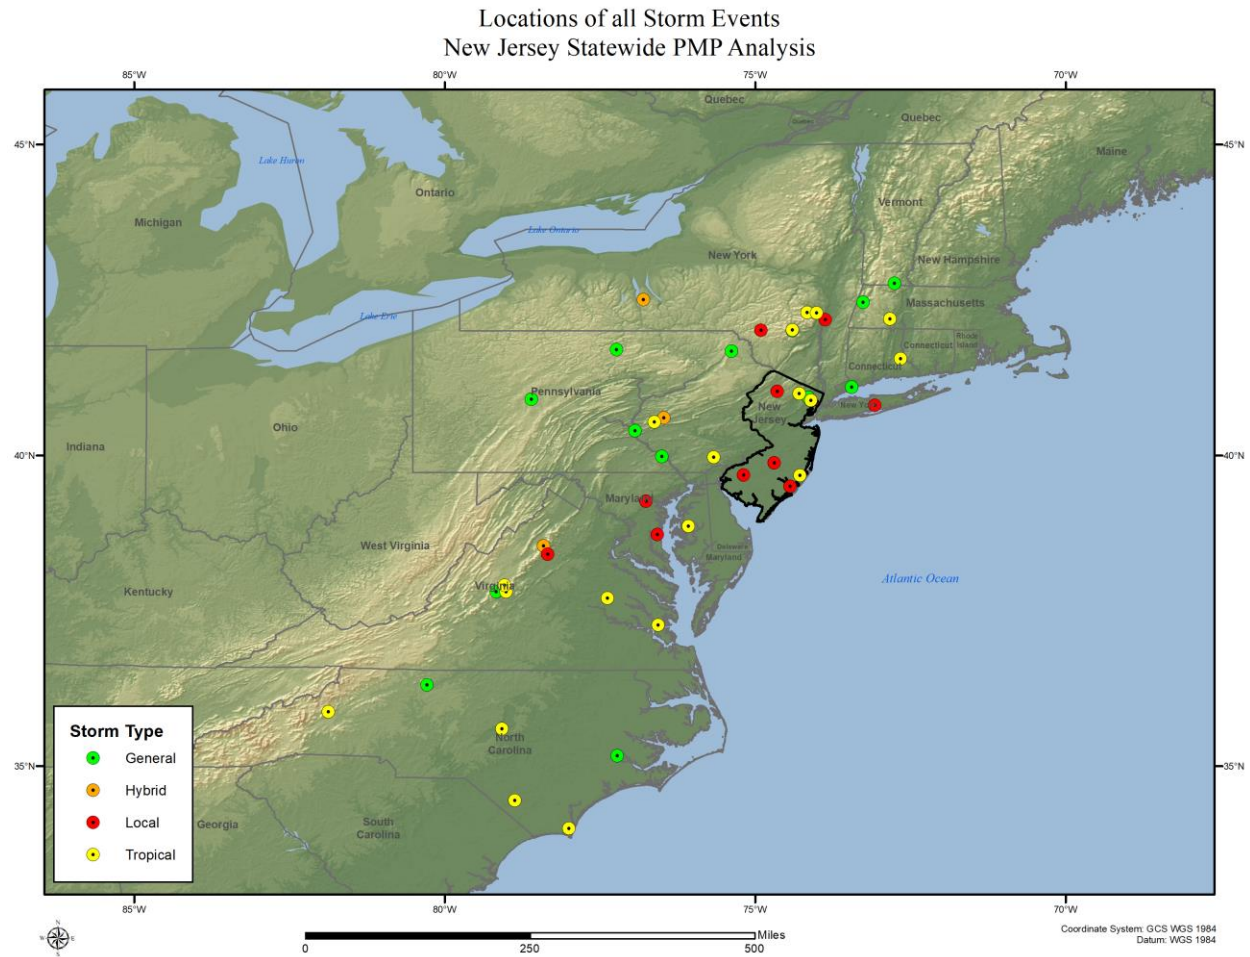 Locations of all Storm Events
New Jersey Statewide PMP Analysis
85°W
80°W
75°W
70°W
Quebec
Quebec
Quebec
45°N
45°N
Maine
Lake Huron
Ontario
Michigan
Vermont
Lake Ontario
New York
New Hampshire
Massachusetts
Lake Erie
Rhode
Island
Connecticut
Connecticut
Pennsylvania
New York
New
Jersey
Ohio
Indiana
40°N
40°N
Maryland
West Virginia
Delaware
Maryland
Atlantic Ocean
Virginia
Kentucky
North
Carolina
35°N
35°N
Georgia
South
Carolina
Storm Type
General
Hybrid
Local
Tropical
85°W
80°W
75°W
70°W
N
W
E
S
Miles
0
250
500
Coordinate System: GCS WGS 1984
Datum: WGS 1984